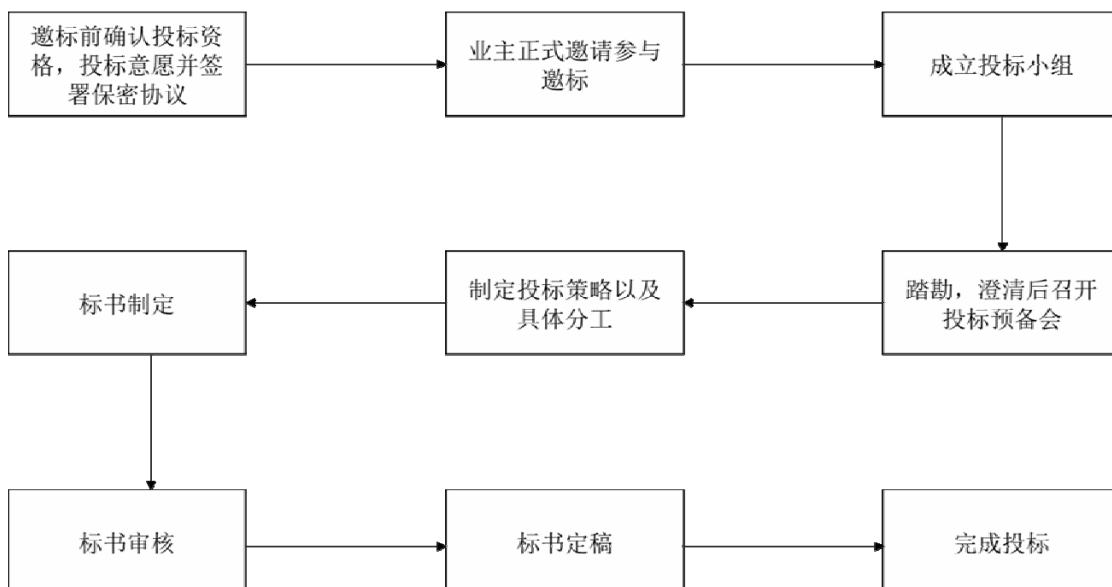 邀标前确认投标资
格，投标意愿并签
署保密协议
业主正式邀请参与
邀标
成立投标小组
踏勘，澄清后召开
投标预备会
制定投标策略以及
具体分工
标书制定
标书审核
标书定稿
完成投标